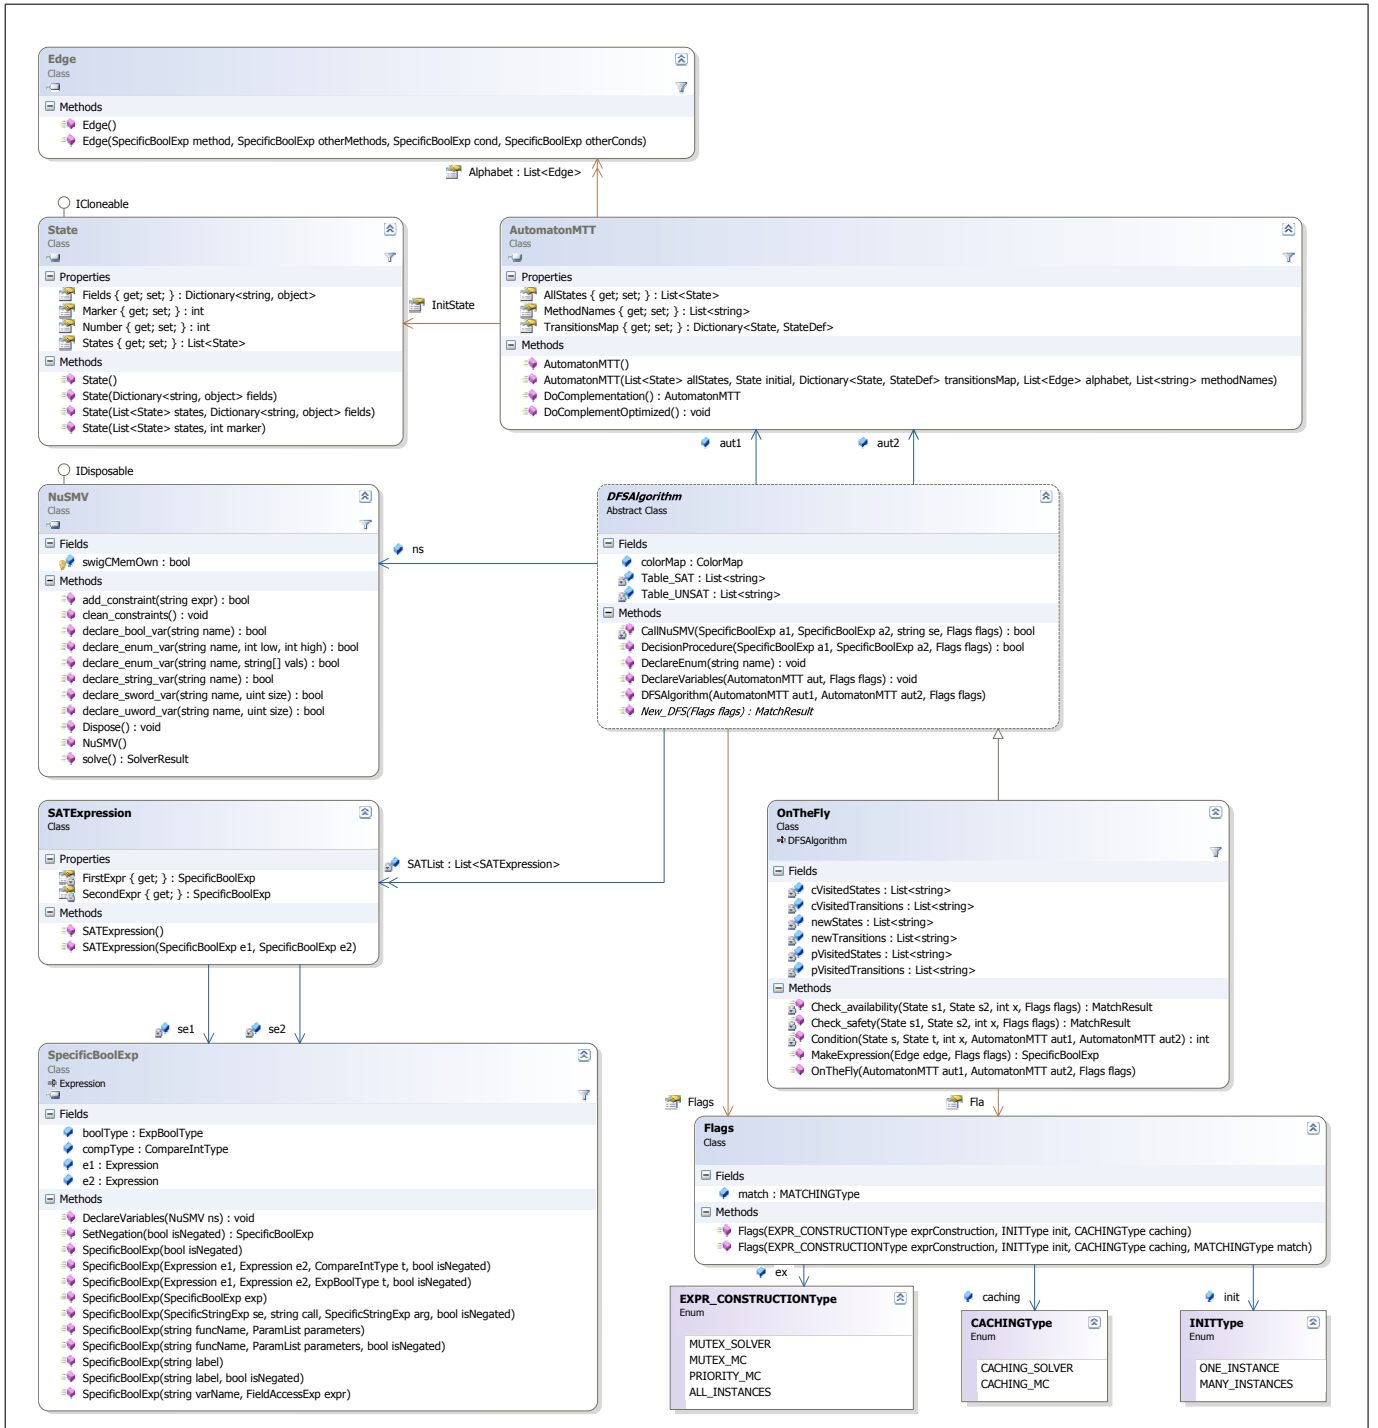 Edge
Class
Methods
Edge()
Edge(SpecificBoolExp method, SpecificBoolExp otherMethods, SpecificBoolExp cond, SpecificBoolExp otherConds)
Alphabet : List<Edge>
ICloneable
State
Class
Properties
Fields { get; set; } : Dictionary<string, object>
Marker { get; set; } : int
Number { get; set; } : int
States { get; set; } : List<State>
Methods
State()
State(Dictionary<string, object> fields)
State(List<State> states, Dictionary<string, object> fields)
State(List<State> states, int marker)
InitState
AutomatonMTT
Class
Properties
AllStates { get; set; } : List<State>
MethodNames { get; set; } : List<string>
TransitionsMap { get; set; } : Dictionary<State, StateDef>
Methods
AutomatonMTT()
AutomatonMTT(List<State> allStates, State initial, Dictionary<State, StateDef> transitionsMap, List<Edge> alphabet, List<string> methodNames)
DoComplementation() : AutomatonMTT
DoComplementOptimized() : void
aut1
aut2
IDisposable
NuSMV
Class
Fields
swigCMemOwn : bool
Methods
add_constraint(string expr) : bool
clean_constraints() : void
declare_bool_var(string name) : bool
declare_enum_var(string name, int low, int high) : bool
declare_enum_var(string name, string[] vals) : bool
declare_string_var(string name) : bool
declare_sword_var(string name, uint size) : bool
declare_uword_var(string name, uint size) : bool
Dispose() : void
NuSMV()
solve() : SolverResult
ns
DFSAlgorithm
Abstract Class
Fields
colorMap : ColorMap
Table_SAT : List<string>
Table_UNSAT : List<string>
Methods
CallNuSMV(SpecificBoolExp a1, SpecificBoolExp a2, string se, Flags flags) : bool
DecisionProcedure(SpecificBoolExp a1, SpecificBoolExp a2, Flags flags) : bool
DeclareEnum(string name) : void
DeclareVariables(AutomatonMTT aut, Flags flags) : void
DFSAlgorithm(AutomatonMTT aut1, AutomatonMTT aut2, Flags flags)
New_DFS(Flags flags) : MatchResult
SATExpression
Class
Properties
FirstExpr { get; } : SpecificBoolExp
SecondExpr { get; } : SpecificBoolExp
Methods
SATExpression()
SATExpression(SpecificBoolExp e1, SpecificBoolExp e2)
SATList : List<SATExpression>
OnTheFly
Class
DFSAlgorithm
Fields
cVisitedStates : List<string>
cVisitedTransitions : List<string>
newStates : List<string>
newTransitions : List<string>
pVisitedStates : List<string>
pVisitedTransitions : List<string>
Methods
Check_availability(State s1, State s2, int x, Flags flags) : MatchResult
Check_safety(State s1, State s2, int x, Flags flags) : MatchResult
Condition(State s, State t, int x, AutomatonMTT aut1, AutomatonMTT aut2) : int
MakeExpression(Edge edge, Flags flags) : SpecificBoolExp
OnTheFly(AutomatonMTT aut1, AutomatonMTT aut2, Flags flags)
se1
se2
SpecificBoolExp
Class
Expression
Fields
boolType : ExpBoolType
compType : CompareIntType
e1 : Expression
e2 : Expression
Methods
DeclareVariables(NuSMV ns) : void
SetNegation(bool isNegated) : SpecificBoolExp
SpecificBoolExp(bool isNegated)
SpecificBoolExp(Expression e1, Expression e2, CompareIntType t, bool isNegated)
SpecificBoolExp(Expression e1, Expression e2, ExpBoolType t, bool isNegated)
SpecificBoolExp(SpecificBoolExp exp)
SpecificBoolExp(SpecificStringExp se, string call, SpecificStringExp arg, bool isNegated)
SpecificBoolExp(string funcName, ParamList parameters)
SpecificBoolExp(string funcName, ParamList parameters, bool isNegated)
SpecificBoolExp(string label)
SpecificBoolExp(string label, bool isNegated)
SpecificBoolExp(string varName, FieldAccessExp expr)
Flags
Fla
Flags
Class
Fields
match : MATCHINGType
Methods
Flags(EXPR_CONSTRUCTIONType exprConstruction, INITType init, CACHINGType caching)
Flags(EXPR_CONSTRUCTIONType exprConstruction, INITType init, CACHINGType caching, MATCHINGType match)
ex
caching
init
EXPR_CONSTRUCTIONType
Enum
MUTEX_SOLVER
MUTEX_MC
PRIORITY_MC
ALL_INSTANCES
CACHINGType
Enum
CACHING_SOLVER
CACHING_MC
INITType
Enum
ONE_INSTANCE
MANY_INSTANCES